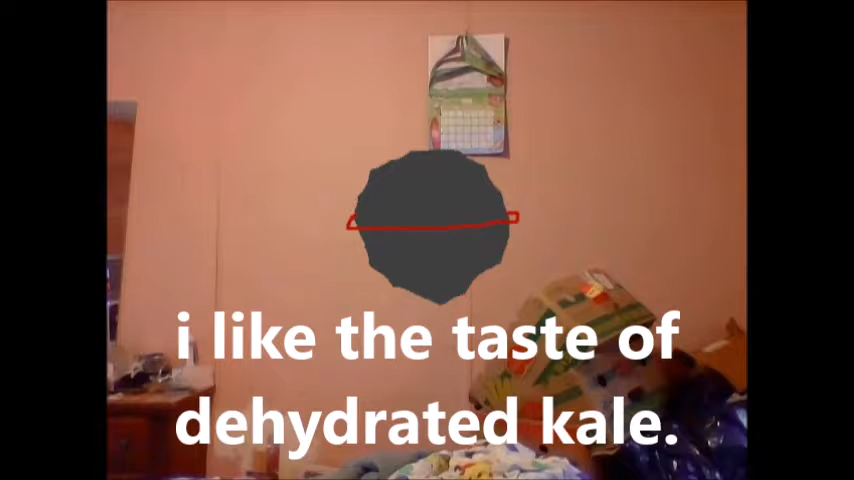 i like the taste of
dehydrated kale.